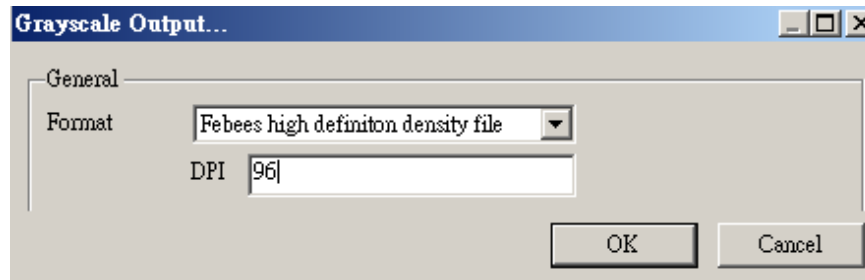 Grayscale Output...
General
Format Febees high definiton density file
DPI 96
OK Cancel